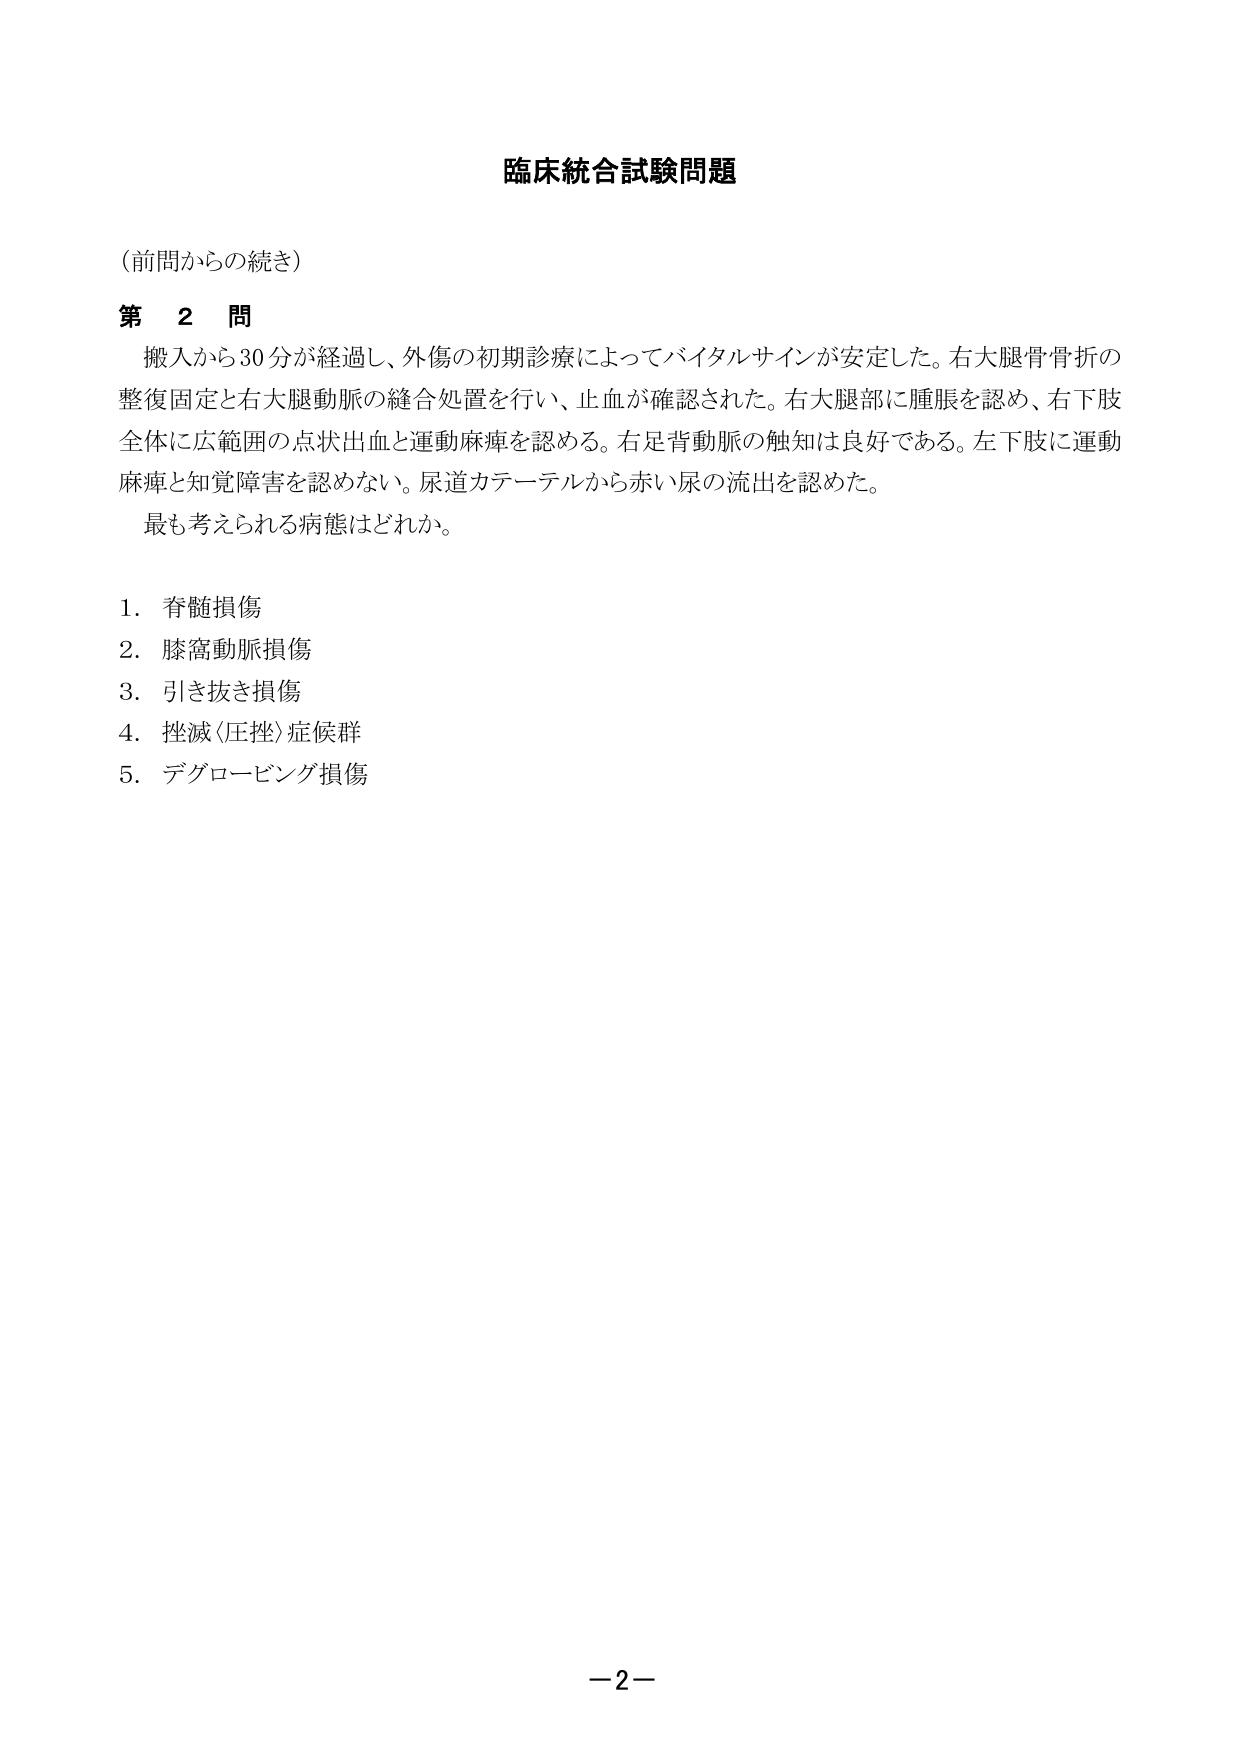 臨床統合試験問題
（前問からの続き）
第　2　問
搬入から30分が経過し、外傷の初期診療によってバイタルサインが安定した。右大腿骨骨折の
整復固定と右大腿動脈の縫合処置を行い、止血が確認された。右大腿部に腫脹を認め、右下肢
全体に広範囲の点状出血と運動麻痺を認める。右足背動脈の触知は良好である。左下肢に運動
麻痺と知覚障害を認めない。尿道カテーテルから赤い尿の流出を認めた。
最も考えられる病態はどれか。
1. 脊髄損傷
2. 膝窩動脈損傷
3. 引き抜き損傷
4. 挫滅〈圧挫〉症候群
5. デグロービング損傷
－2－